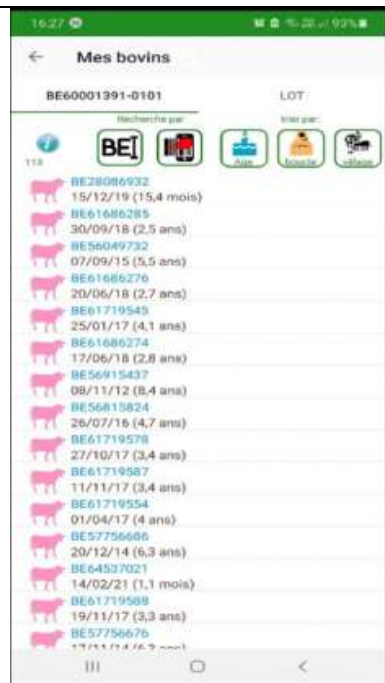 16:27
93%
Mes bovins
BE60001391-0101
LOT
Recherche par
trier par:
113
BE
Age
boucle
vêlage
BE28086932
15/12/19 (15,4 mois)
BE61686285
30/09/18 (2,5 ans)
BE56049732
07/09/15 (5,5 ans)
BE61686276
20/06/18 (2,7 ans)
BE61719545
25/01/17 (4,1 ans)
BE61686274
17/06/18 (2,8 ans)
BE56915437
08/11/12 (8,4 ans)
BE56815824
26/07/16 (4,7 ans)
BE61719578
27/10/17 (3,4 ans)
BE61719587
11/11/17 (3,4 ans)
BE61719554
01/04/17 (4 ans)
BE57756686
20/12/14 (6,3 ans)
BE64537021
14/02/21 (1,1 mois)
BE61719588
19/11/17 (3,3 ans)
BE57756676